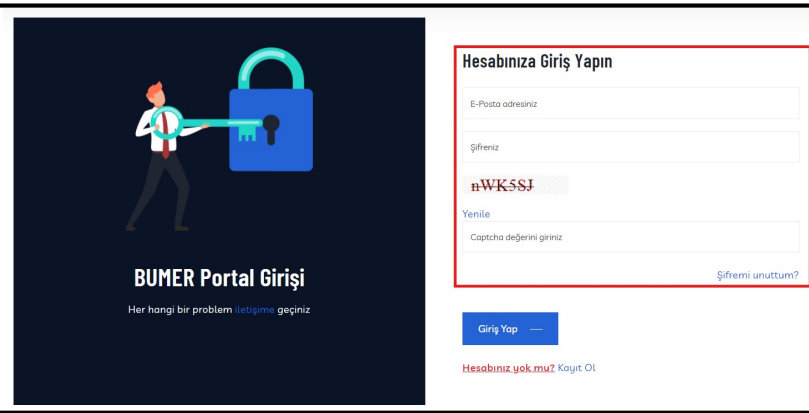 BUMER Portal Girişi
Her hangi bir problem iletişime geçiniz
Hesabınıza Giriş Yapın
E-Posta adresiniz
Şifreniz
nWK5SJ
Yenile
Captcha değerini giriniz
Şifremi unuttum?
Giriş Yap
Hesabınız yok mu? Kayıt Ol